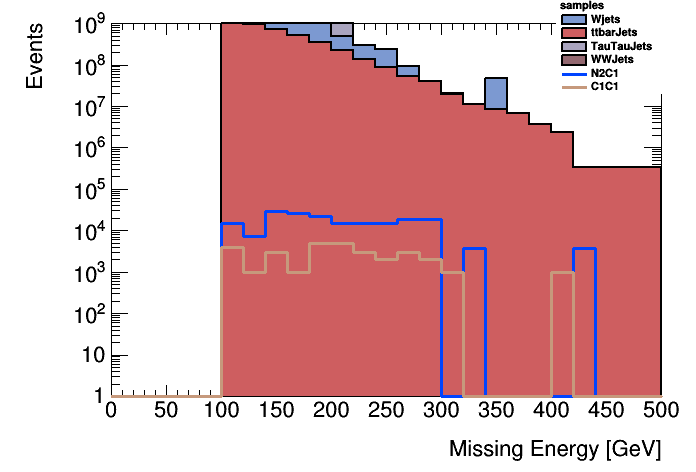 samples
Wjets
ttbarJets
TauTauJets
WWJets
N2C1
C1C1
Events
10⁹
10⁸
10⁷
10⁶
10⁵
10⁴
10³
10²
10
1
0 50 100 150 200 250 300 350 400 450 500
Missing Energy [GeV]